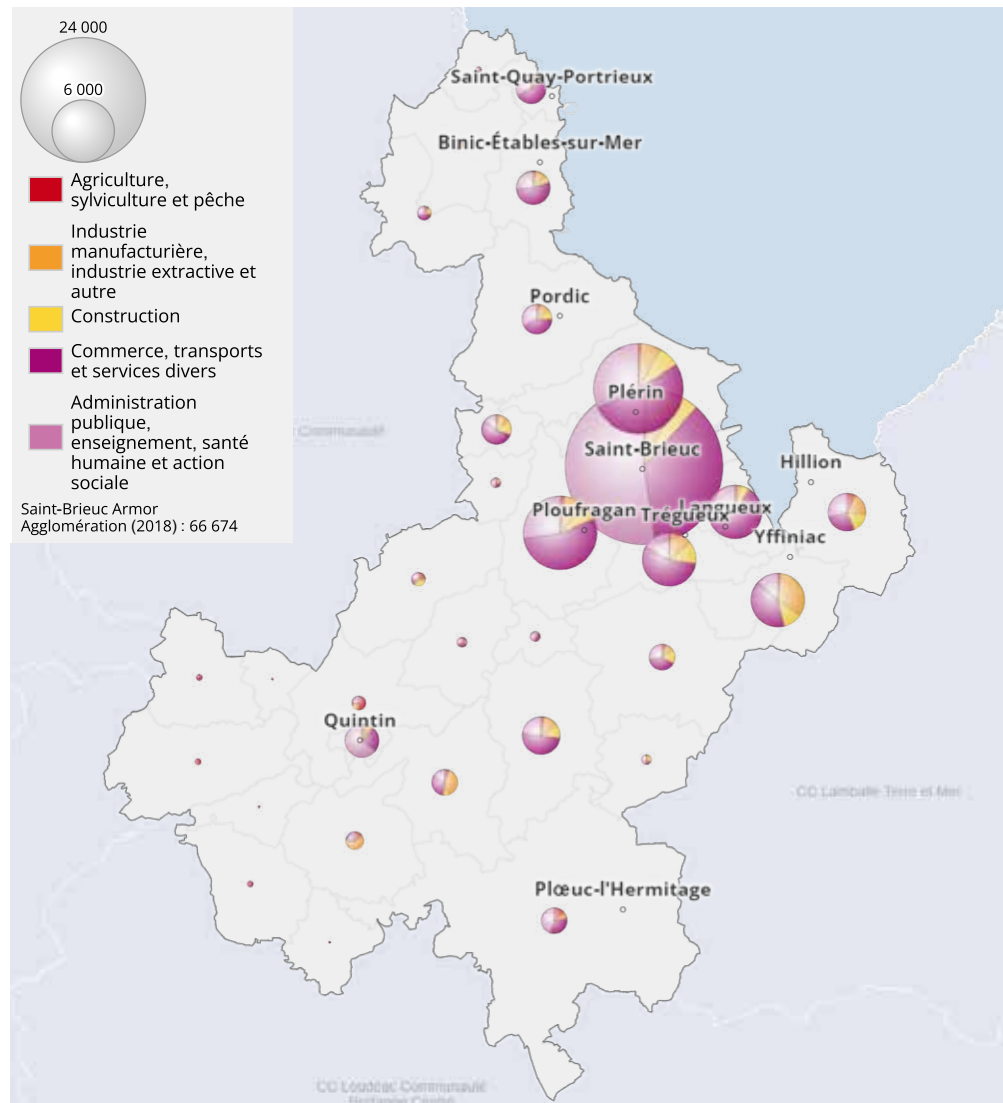 24 000
6 000
Agriculture,
sylviculture et pêche
Industrie
manufacturière,
industrie extractive et
autre
Construction
Commerce, transports
et services divers
Administration
publique,
enseignement, santé
humaine et action
sociale
Saint-Brieuc Armor
Agglomération (2018) : 66 674
Saint-Quay-Portrieux
Binic-Étables-sur-Mer
Pordic
Plérin
Communauté
Saint-Brieuc
Hillion
Ploufragan
Langueux
Trégueux
Yffiniac
Quintin
CC Lamballe Terre et Mer
Plœuc-l'Hermitage
CC Loudéac Communauté
Bretagne Centre